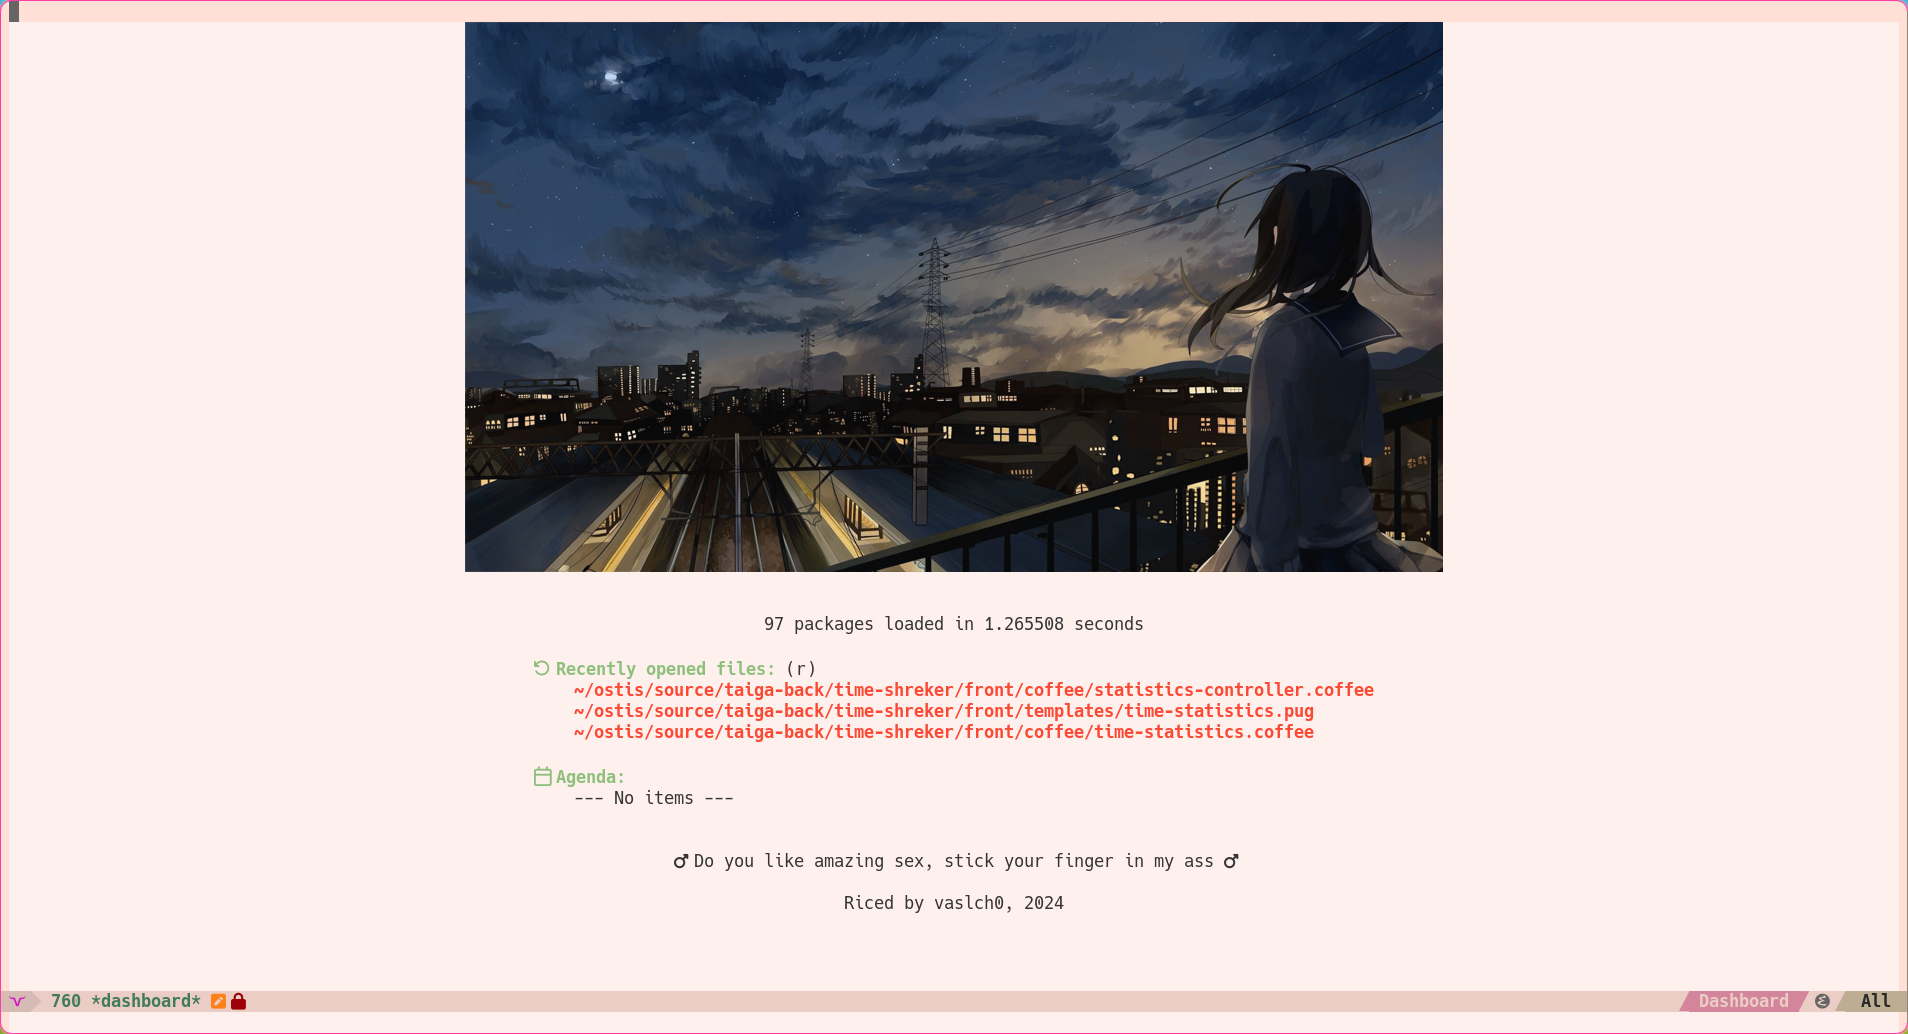 97 packages loaded in 1.265508 seconds
Recently opened files: (r)
~/ostis/source/taiga-back/time-shreker/front/coffee/statistics-controller.coffee
~/ostis/source/taiga-back/time-shreker/front/templates/time-statistics.pug
~/ostis/source/taiga-back/time-shreker/front/coffee/time-statistics.coffee
Agenda:
--- No items ---
♂ Do you like amazing sex, stick your finger in my ass ♂
Riced by vaslch0, 2024
760 *dashboard* Dashboard All